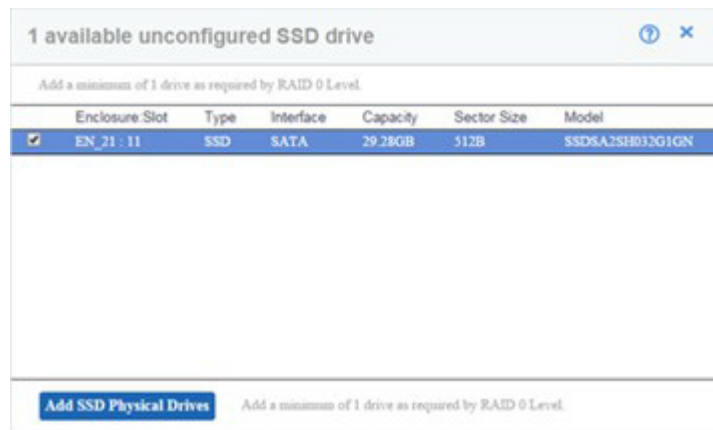 1 available unconfigured SSD drive
Add a minimum of 1 drive as required by RAID 0 Level.
Enclosure:Slot Type Interface Capacity Sector Size Model
EN_21 : 11 SSD SATA 29.28GB 512B SSDSA2SH032G1GN
Add SSD Physical Drives Add a minimum of 1 drive as required by RAID 0 Level.